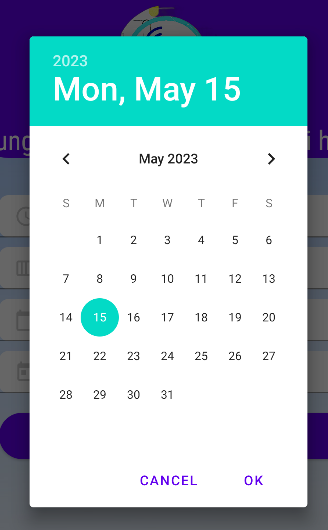 2023
Mon, May 15
May 2023
S M T W T F S
1 2 3 4 5 6
7 8 9 10 11 12 13
14 15 16 17 18 19 20
21 22 23 24 25 26 27
28 29 30 31
CANCEL OK